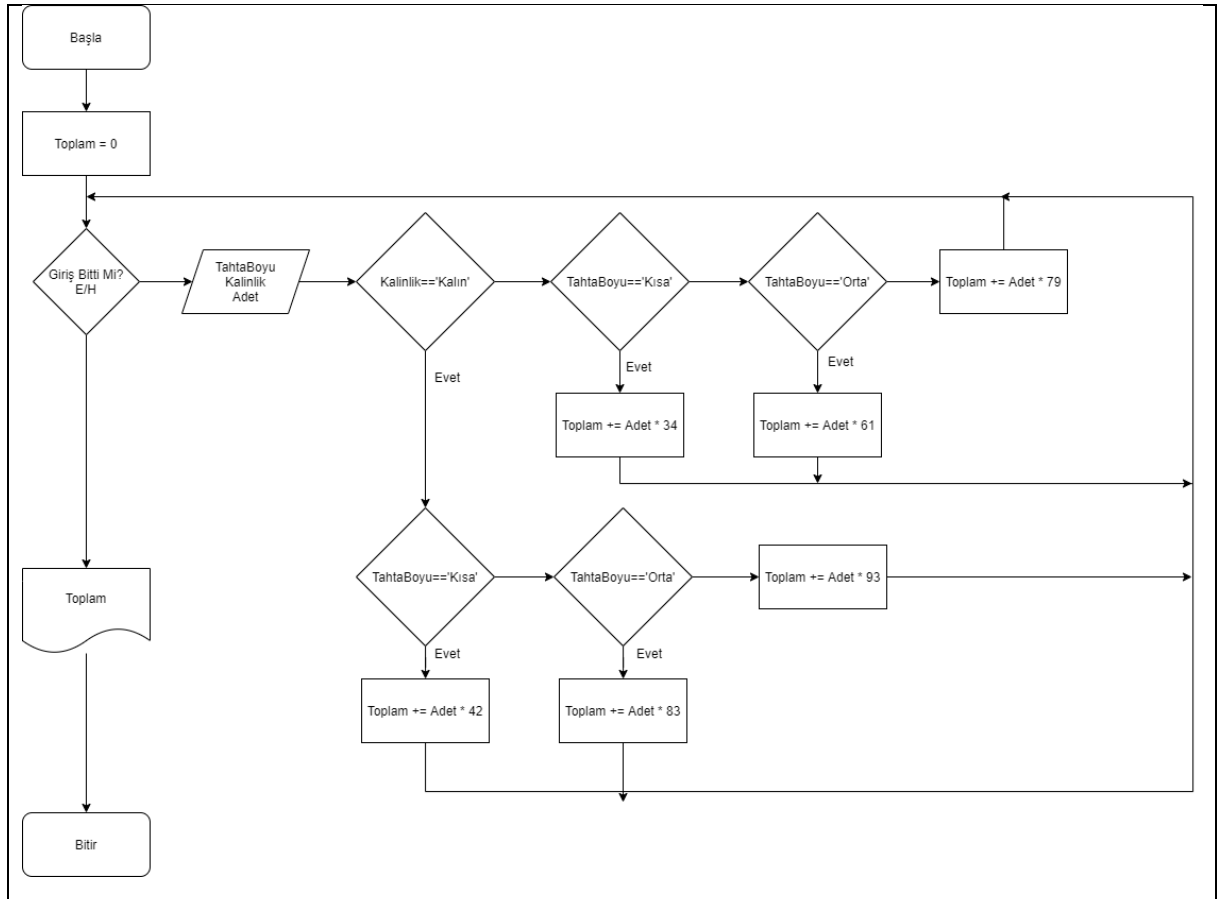 Başla
Toplam = 0
Giriş Bitti Mi?
E/H
TahtaBoyu
Kalinlik
Adet
Kalinlik=='Kalın'
TahtaBoyu=='Kısa'
TahtaBoyu=='Orta'
Toplam += Adet * 79
Evet
Evet
Evet
Toplam += Adet * 34
Toplam += Adet * 61
TahtaBoyu=='Kısa'
TahtaBoyu=='Orta'
Toplam += Adet * 93
Toplam
Evet
Evet
Toplam += Adet * 42
Toplam += Adet * 83
Bitir